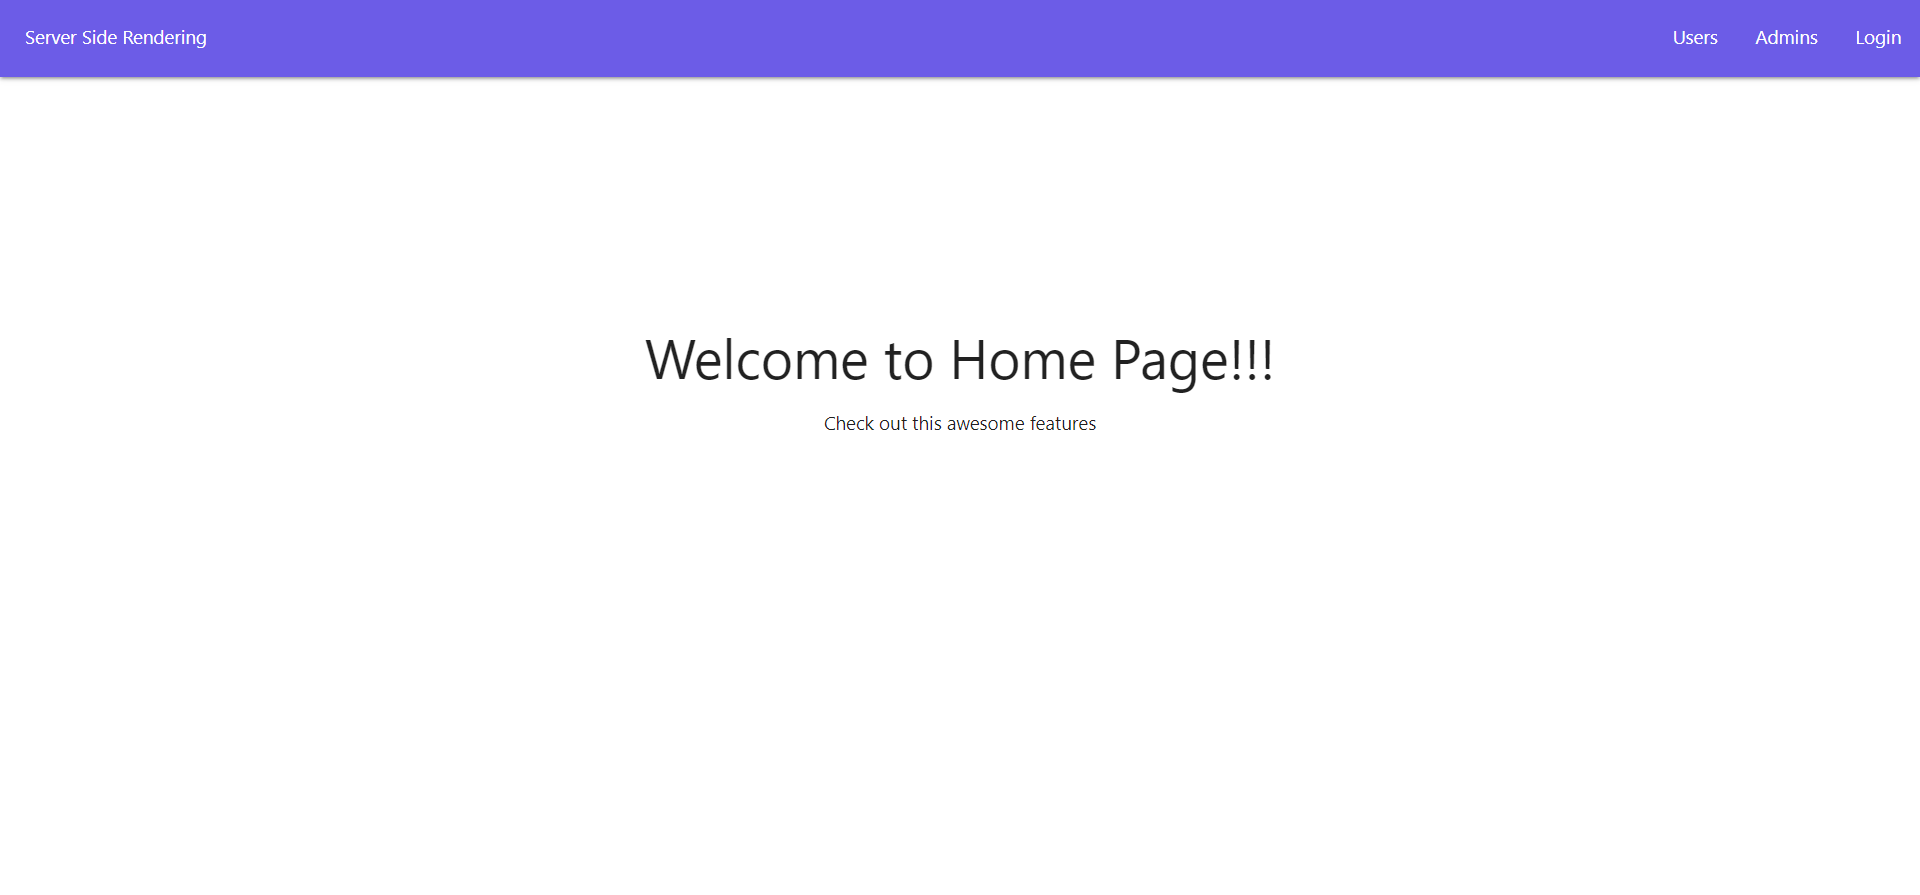 Server Side Rendering
Users Admins Login
Welcome to Home Page!!!
Check out this awesome features